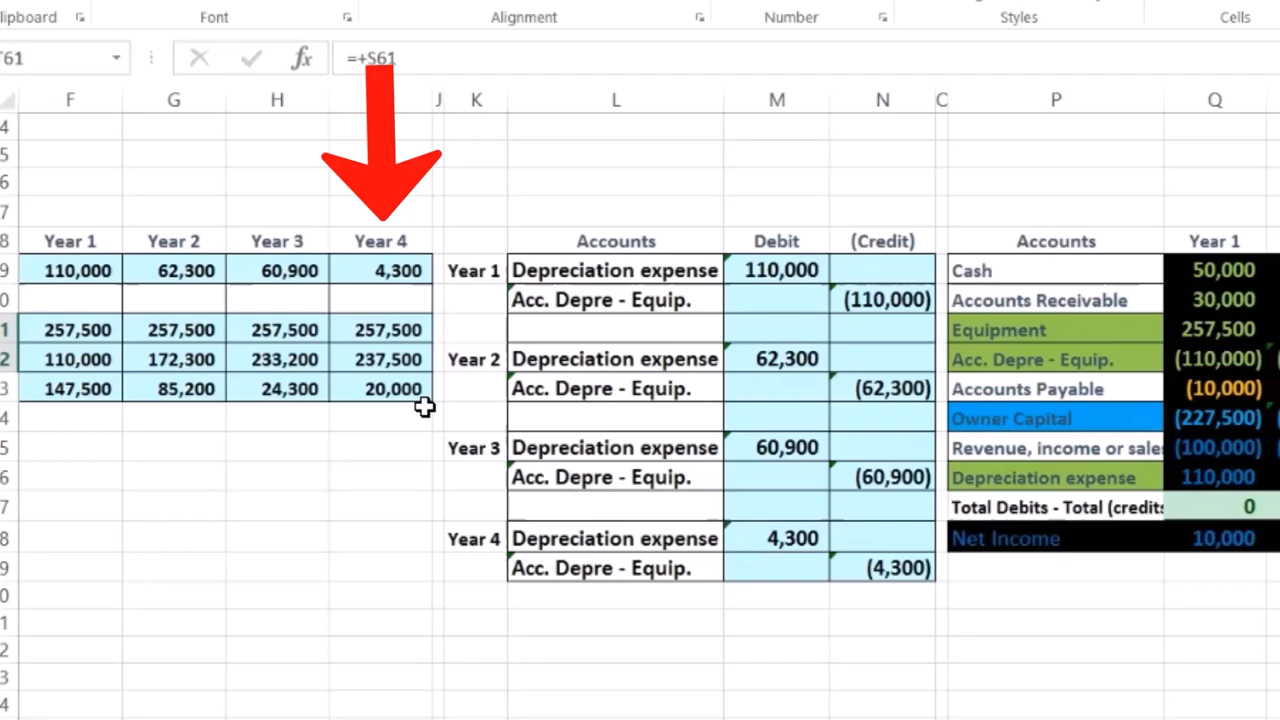 lipboard Font Alignment Number Styles Cells
T61 fx =+S61
F G H J K L M N C P Q
4
5
6
7
8 Year 1 Year 2 Year 3 Year 4 Accounts Debit (Credit) Accounts Year 1
9 110,000 62,300 60,900 4,300 Year 1 Depreciation expense 110,000 Cash 50,000
0 Acc. Depre - Equip. (110,000) Accounts Receivable 30,000
1 257,500 257,500 257,500 257,500 Equipment 257,500
2 110,000 172,300 233,200 237,500 Year 2 Depreciation expense 62,300 Acc. Depre - Equip. (110,000)
3 147,500 85,200 24,300 20,000 Acc. Depre - Equip. (62,300) Accounts Payable (10,000)
4 Owner Capital (227,500)
5 Year 3 Depreciation expense 60,900 Revenue, income or sales (100,000)
6 Acc. Depre - Equip. (60,900) Depreciation expense 110,000
7 Total Debits - Total (credits 0
8 Year 4 Depreciation expense 4,300 Net Income 10,000
9 Acc. Depre - Equip. (4,300)
0
1
2
3
4